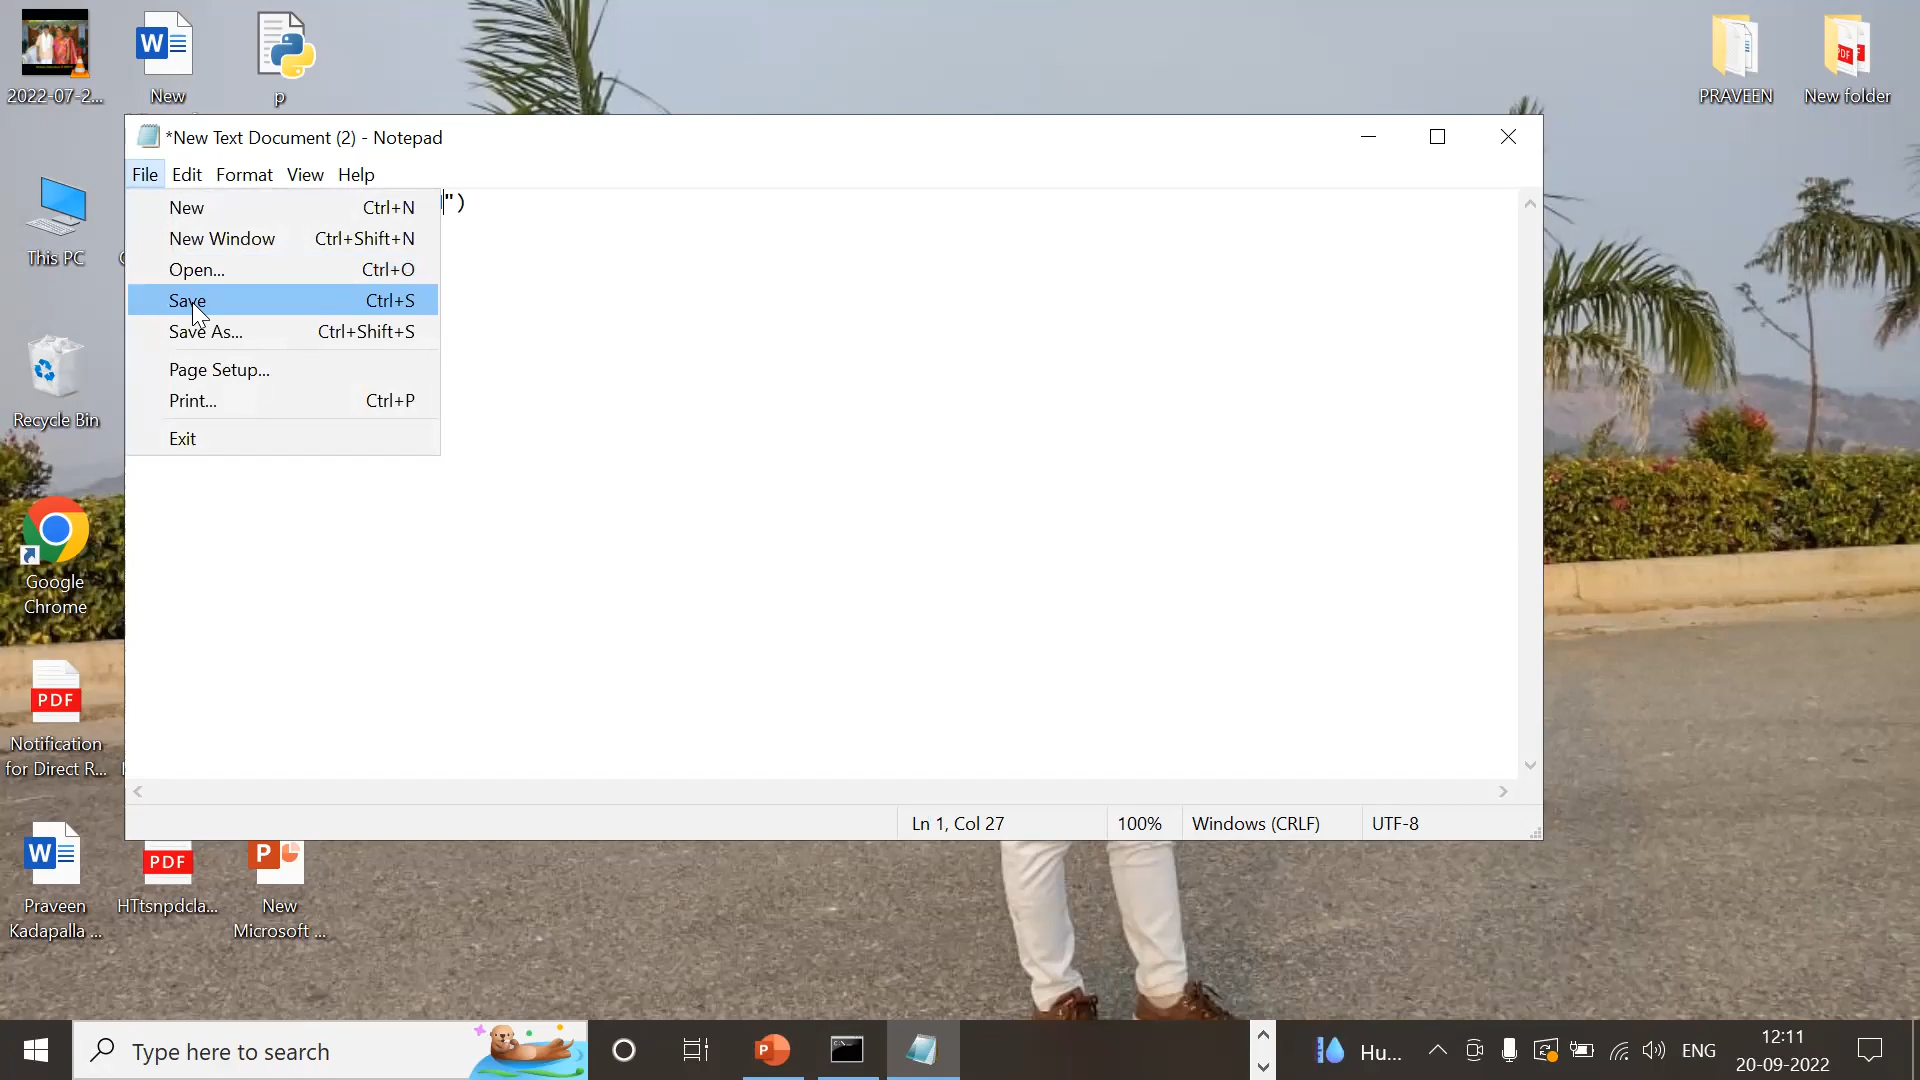 2022-07-2...
New
p
PRAVEEN
New folder
*New Text Document (2) - Notepad
File Edit Format View Help
")
New Ctrl+N
New Window Ctrl+Shift+N
Open... Ctrl+O
Save Ctrl+S
Save As... Ctrl+Shift+S
Page Setup...
Print... Ctrl+P
Exit
This PC
Recycle Bin
Google
Chrome
PDF
Notification
for Direct R...
Ln 1, Col 27 100% Windows (CRLF) UTF-8
Praveen
Kadapalla ...
PDF
HTtsnpdcla...
New
Microsoft ...
Type here to search
Hu...
ENG
12:11
20-09-2022